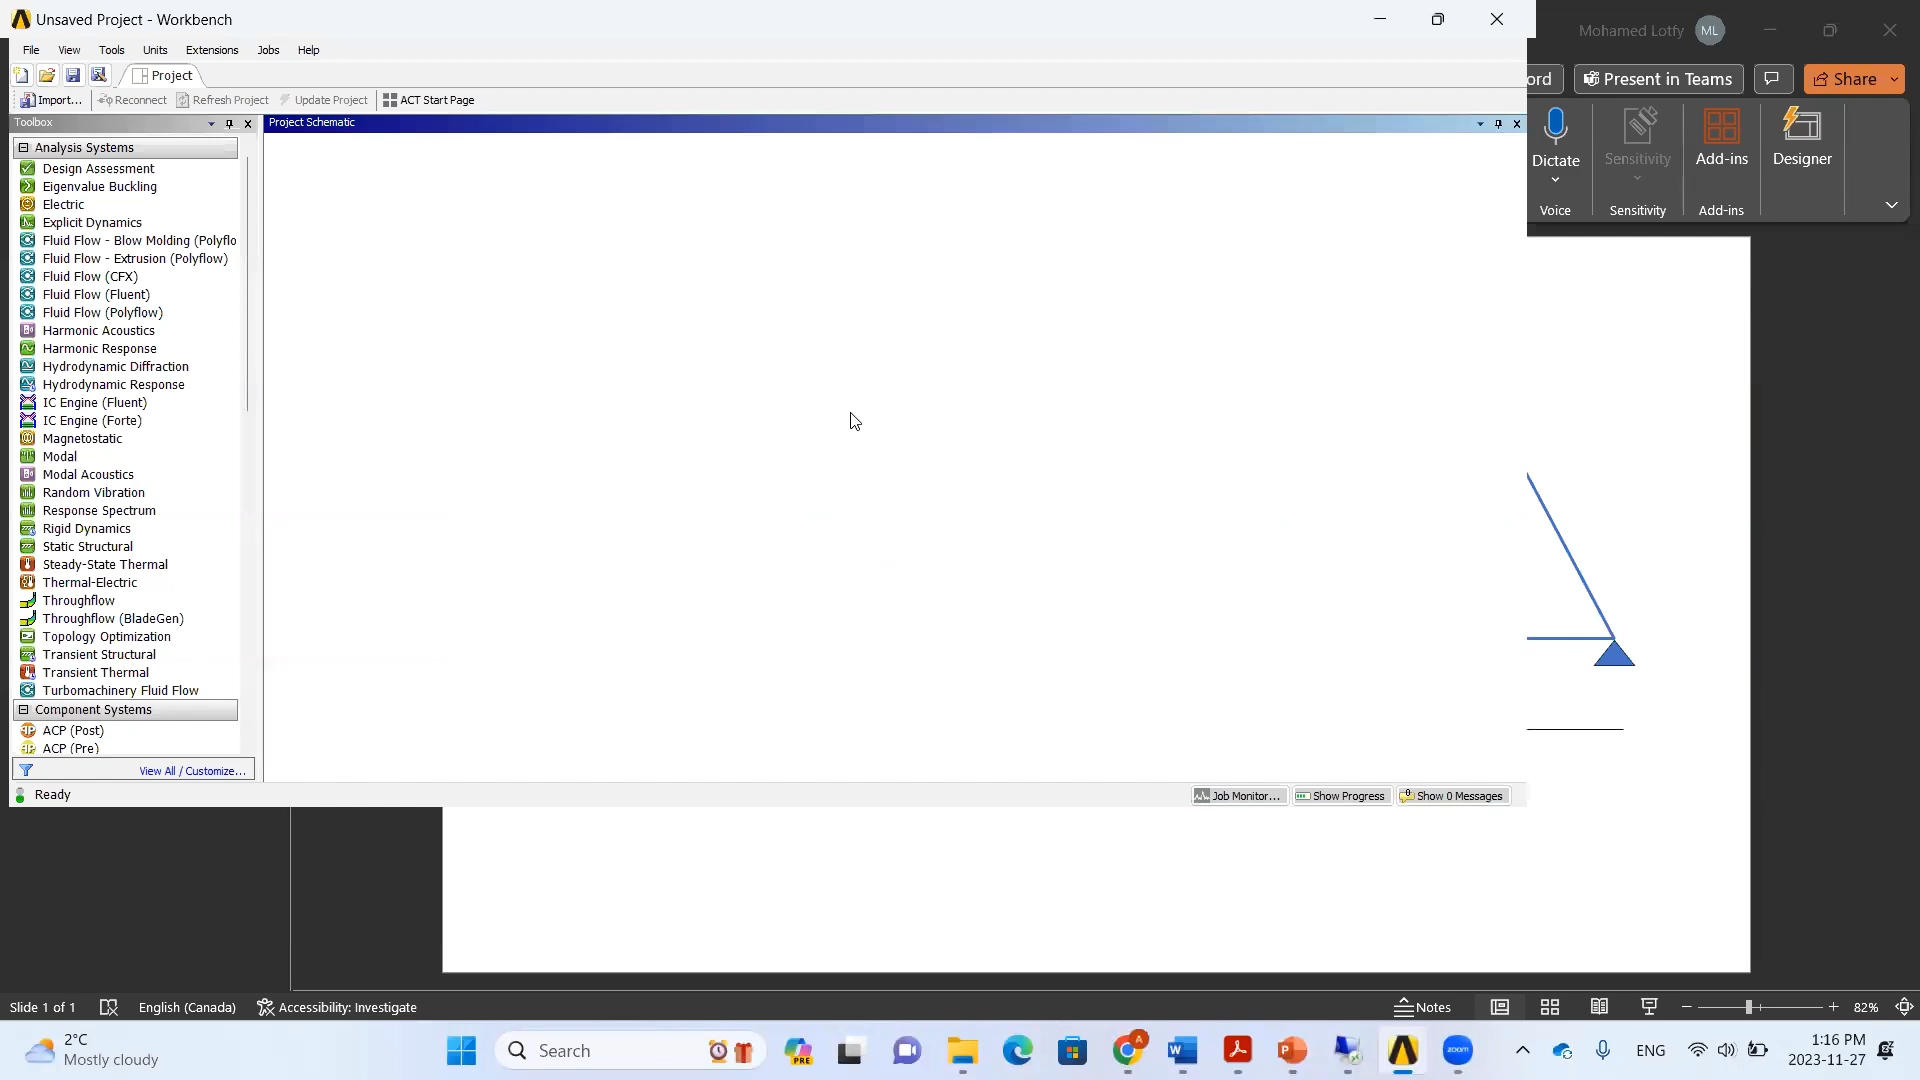 Unsaved Project - Workbench
Mohamed Lotfy ML
File View Tools Units Extensions Jobs Help
Project
ord Present in Teams Share
Import... Reconnect Refresh Project Update Project ACT Start Page
Toolbox
Project Schematic
Analysis Systems
Design Assessment
Eigenvalue Buckling
Electric
Explicit Dynamics
Fluid Flow - Blow Molding (Polyflo
Fluid Flow - Extrusion (Polyflow)
Fluid Flow (CFX)
Fluid Flow (Fluent)
Fluid Flow (Polyflow)
Harmonic Acoustics
Harmonic Response
Hydrodynamic Diffraction
Hydrodynamic Response
IC Engine (Fluent)
IC Engine (Forte)
Magnetostatic
Modal
Modal Acoustics
Random Vibration
Response Spectrum
Rigid Dynamics
Static Structural
Steady-State Thermal
Thermal-Electric
Throughflow
Throughflow (BladeGen)
Topology Optimization
Transient Structural
Transient Thermal
Turbomachinery Fluid Flow
Component Systems
ACP (Post)
ACP (Pre)
View All / Customize...
Ready
Job Monitor... Show Progress Show 0 Messages
Dictate Sensitivity Add-ins Designer
Voice Sensitivity Add-ins
Slide 1 of 1 English (Canada) Accessibility: Investigate Notes 82%
2°C
Mostly cloudy
Search
PRE
A
zoom
ENG
1:16 PM
2023-11-27